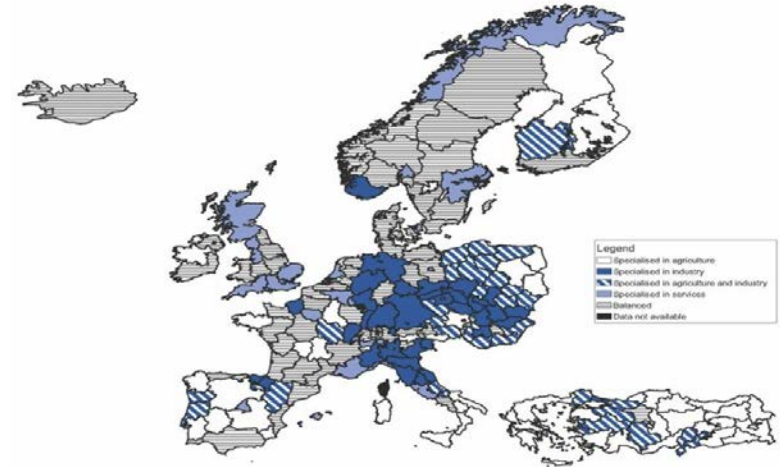 Legend
Specialised in agriculture
Specialised in industry
Specialised in agriculture and industry
Specialised in services
Balanced
Data not available